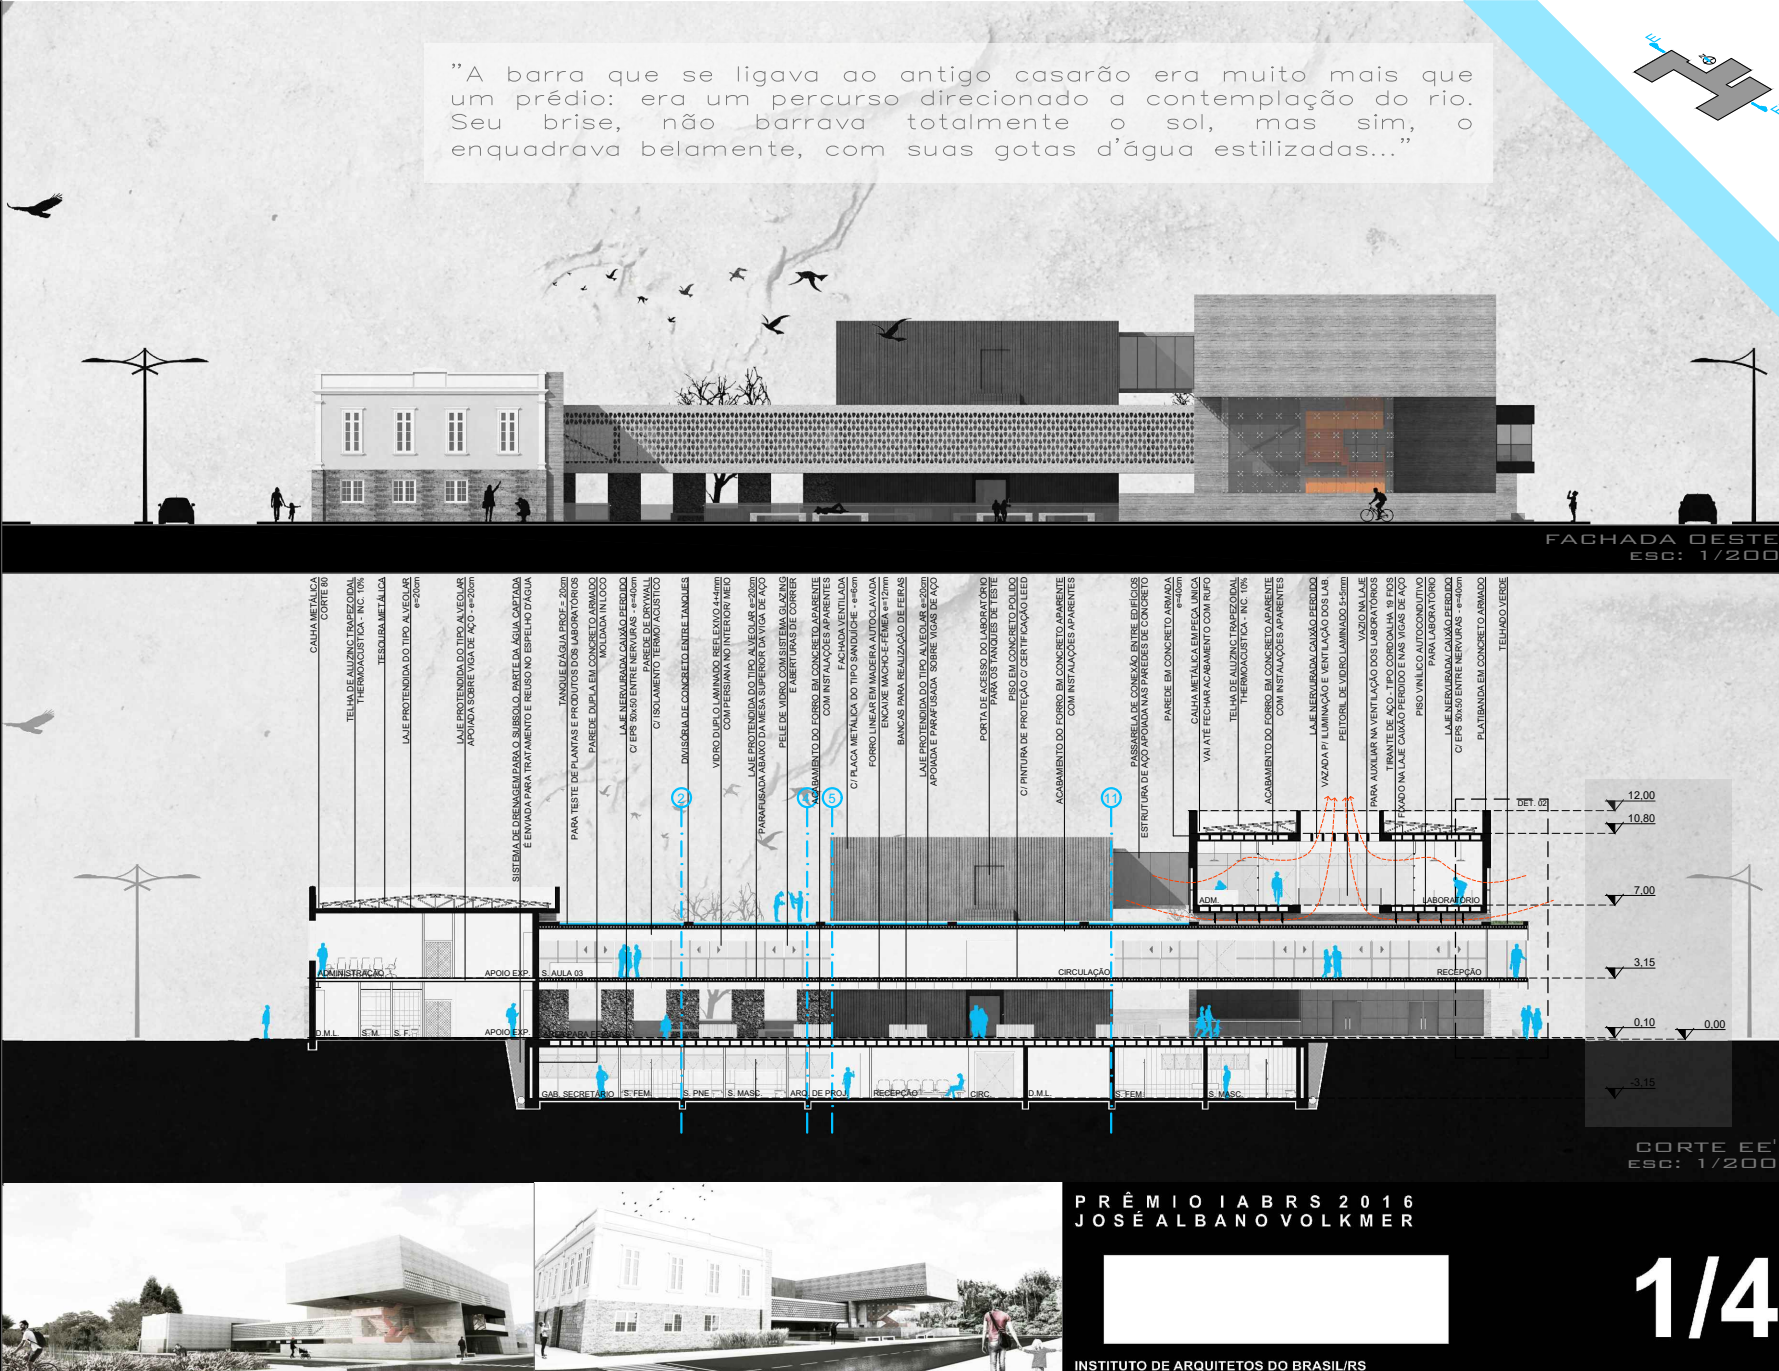 "A barra que se ligava ao antigo casarão era muito mais que
um prédio: era um percurso direcionado a contemplação do rio.
Seu brise, não barrava totalmente o sol, mas sim, o
enquadrava belamente, com suas gotas d'água estilizadas..."
E
N
E'
FACHADA OESTE
ESC: 1/200
CALHA METÁLICA
CORTE 80
TELHA DE ALUZINC TRAPEZOIDAL
THERMOACÚSTICA - INC. 10%
TESOURA METÁLICA
LAJE PROTENDIDA DO TIPO ALVEOLAR
e=20cm
LAJE PROTENDIDA DO TIPO ALVEOLAR
APOIADA SOBRE VIGA DE AÇO - e=20cm
SISTEMA DE DRENAGEM PARA O SUBSOLO. PARTE DA ÁGUA CAPTADA
É ENVIADA PARA TRATAMENTO E REUSO NO ESPELHO D'ÁGUA
TANQUE D'ÁGUA PROF.= 20cm
PARA TESTE DE PLANTAS E PRODUTOS DOS LABORATÓRIOS
PAREDE DUPLA EM CONCRETO ARMADO
MOLDADA IN LOCO
LAJE NERVURADA/ CAIXÃO PERDIDO
C/ EPS 50x50 ENTRE NERVURAS - e=40cm
PAREDE DE DRYWALL
C/ ISOLAMENTO TERMO/ ACÚSTICO
DIVISÓRIA DE CONCRETO ENTRE TANQUES
VIDRO DUPLO LAMINADO REFLEXIVO 4+4mm
COM PERSIANA NO INTERIOR/ MEIO
LAJE PROTENDIDA DO TIPO ALVEOLAR e=20cm
PARAFUSADA ABAIXO DA MESA SUPERIOR DA VIGA DE AÇO
PELE DE VIDRO COM SISTEMA GLAZING
E ABERTURAS DE CORRER
ACABAMENTO DO FORRO EM CONCRETO APARENTE
COM INSTALAÇÕES APARENTES
FACHADA VENTILADA
C/ PLACA METÁLICA DO TIPO SANDUÍCHE - e=6cm
FORRO LINEAR EM MADEIRA AUTOCLAVADA
ENCAIXE MACHO-E-FÊMEA e=12mm
BANCAS PARA REALIZAÇÃO DE FEIRAS
LAJE PROTENDIDA DO TIPO ALVEOLAR e=20cm
APOIADA E PARAFUSADA SOBRE VIGAS DE AÇO
PORTA DE ACESSO DO LABORATÓRIO
PARA OS TANQUES DE TESTE
PISO EM CONCRETO POLIDO
C/ PINTURA DE PROTEÇÃO C/ CERTIFICAÇÃO LEED
ACABAMENTO DO FORRO EM CONCRETO APARENTE
COM INSTALAÇÕES APARENTES
PASSARELA DE CONEXÃO ENTRE EDIFÍCIOS
ESTRUTURA DE AÇO APOIADA NAS PAREDES DE CONCRETO
PAREDE EM CONCRETO ARMADA
e=40cm
CALHA METÁLICA EM PEÇA ÚNICA
VAI ATÉ FECHAR ACABAMENTO COM RUFO
TELHA DE ALUZINC TRAPEZOIDAL
THERMOACÚSTICA - INC. 10%
ACABAMENTO DO FORRO EM CONCRETO APARENTE
COM INSTALAÇÕES APARENTES
LAJE NERVURADA/ CAIXÃO PERDIDO
VAZADA P/ ILUMINAÇÃO E VENTILAÇÃO DOS LAB.
PEITORIL DE VIDRO LAMINADO 5+5mm
VAZIO NA LAJE
PARA AUXILIAR NA VENTILAÇÃO DOS LABORATÓRIOS
TIRANTE DE AÇO - TIPO CORDOALHA 19 FIOS
FIXADO NA LAJE CAIXÃO PERDIDO E NAS VIGAS DE AÇO
PISO VINÍLICO AUTOCONDUTIVO
PARA LABORATÓRIO
LAJE NERVURADA/ CAIXÃO PERDIDO
C/ EPS 50x50 ENTRE NERVURAS - e=40cm
PLATIBANDA EM CONCRETO ARMADO
TELHADO VERDE
2
4
5
11
DET. 02
12,00
10,80
7,00
3,15
0,10
0,00
-3,15
ADM.
LABORATÓRIO
ADMINISTRAÇÃO
APOIO EXP.
S. AULA 03
CIRCULAÇÃO
RECEPÇÃO
D.M.L.
S. M.
S. F.
APOIO EXP.
ÁREA PARA FEIRAS
GAB. SECRETÁRIO
S. FEM.
S. PNE
S. MASC.
ARQ. DE PROJ.
RECEPÇÃO
CIRC.
D.M.L.
S. FEM.
S. MASC.
CORTE EE'
ESC: 1/200
PRÊMIO IABRS 2016
JOSÉ ALBANO VOLKMER
1/4
INSTITUTO DE ARQUITETOS DO BRASIL/RS